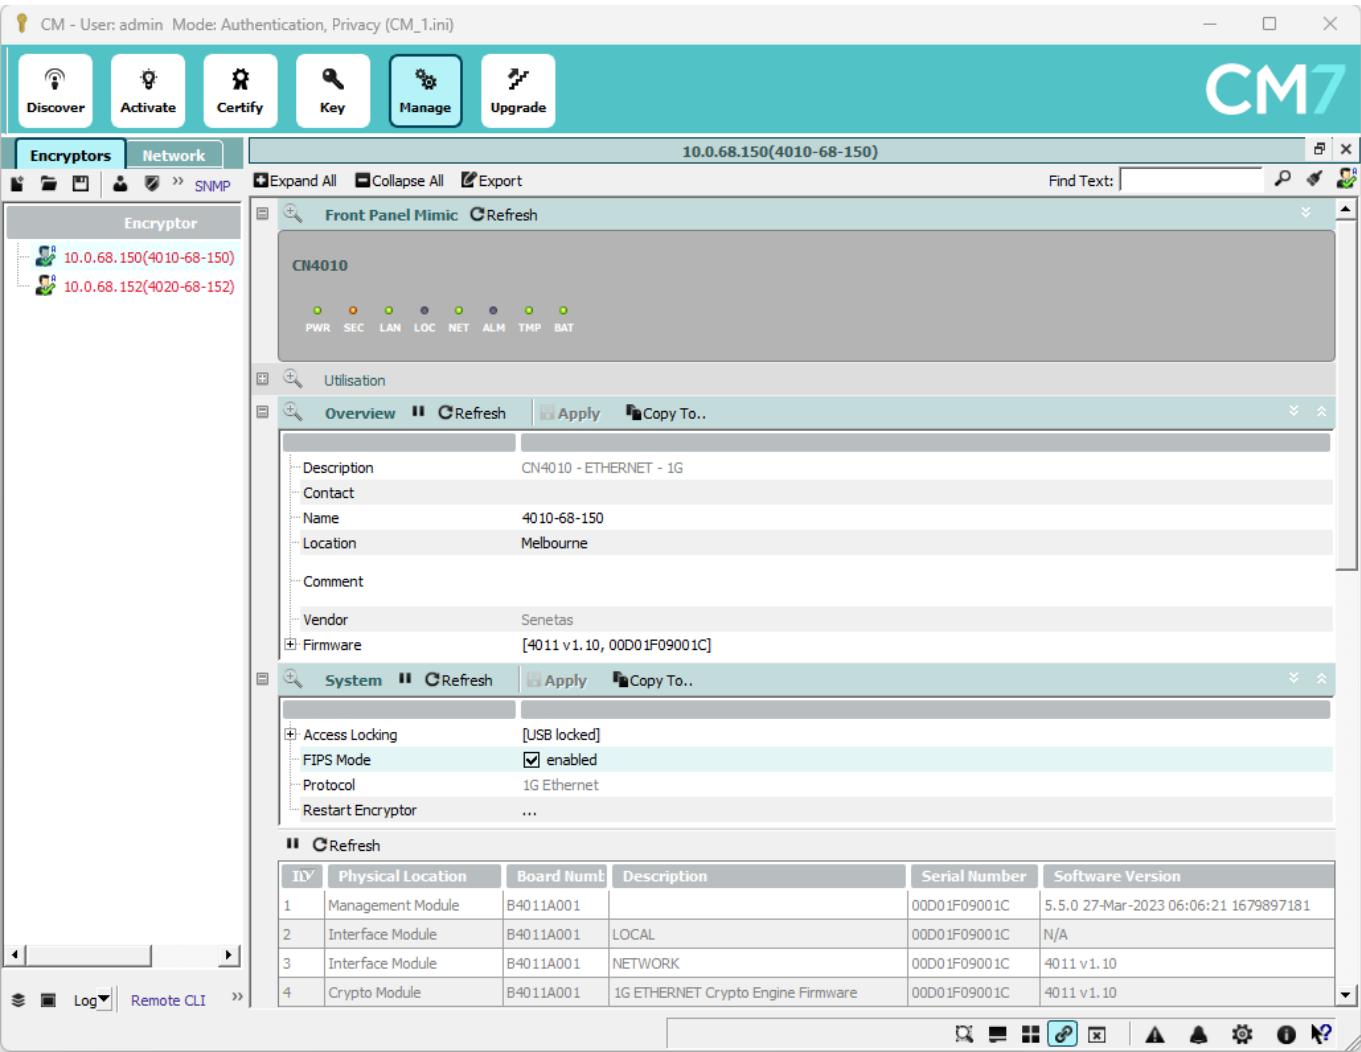 CM - User: admin  Mode: Authentication, Privacy (CM_1.ini)
Discover Activate Certify Key Manage Upgrade
CM7
Encryptors Network
10.0.68.150(4010-68-150)
SNMP
Expand All Collapse All Export Find Text:
Encryptor
10.0.68.150(4010-68-150)
10.0.68.152(4020-68-152)
Front Panel Mimic Refresh
CN4010
PWR SEC LAN LOC NET ALM TMP BAT
Utilisation
Overview Refresh Apply Copy To..
Description CN4010 - ETHERNET - 1G
Contact
Name 4010-68-150
Location Melbourne
Comment
Vendor Senetas
Firmware [4011 v1.10, 00D01F09001C]
System Refresh Apply Copy To..
Access Locking [USB locked]
FIPS Mode enabled
Protocol 1G Ethernet
Restart Encryptor ...
Refresh
Physical Location Board Numb Description Serial Number Software Version
1 Management Module B4011A001 00D01F09001C 5.5.0 27-Mar-2023 06:06:21 1679897181
2 Interface Module B4011A001 LOCAL 00D01F09001C N/A
3 Interface Module B4011A001 NETWORK 00D01F09001C 4011 v1.10
4 Crypto Module B4011A001 1G ETHERNET Crypto Engine Firmware 00D01F09001C 4011 v1.10
Log Remote CLI